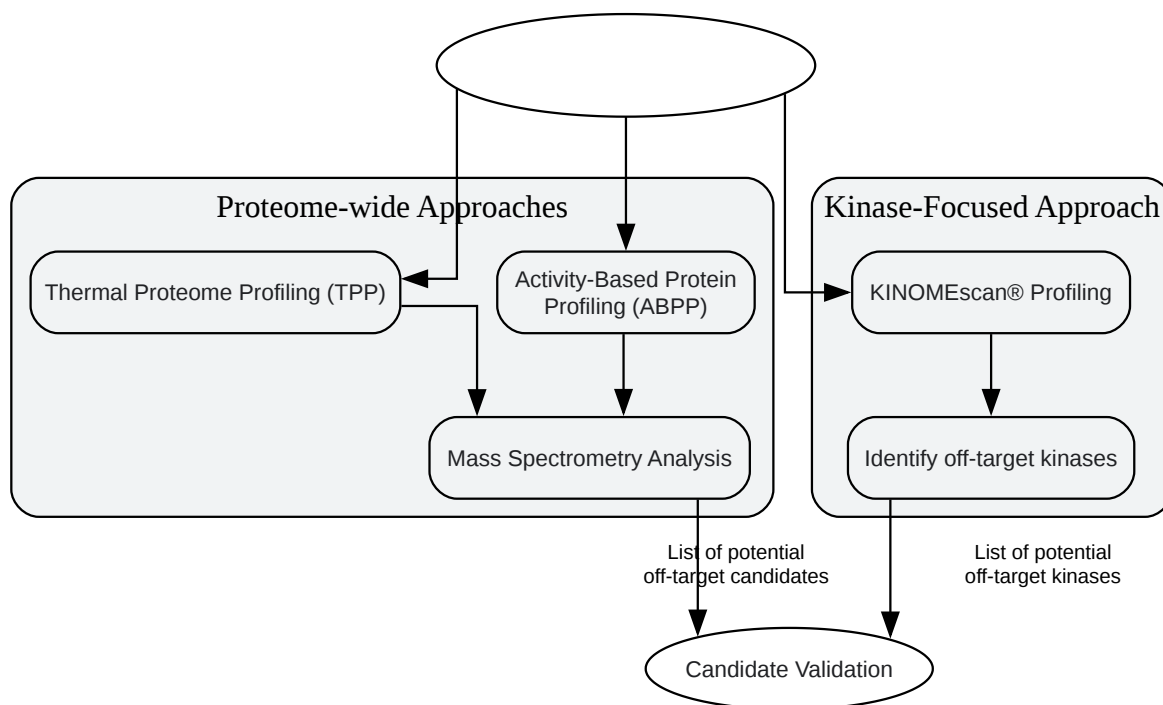 Proteome-wide Approaches
Kinase-Focused Approach
Thermal Proteome Profiling (TPP)
Activity-Based Protein
Profiling (ABPP)
KINOMEscan® Profiling
Mass Spectrometry Analysis
Identify off-target kinases
List of potential
off-target candidates
List of potential
off-target kinases
Candidate Validation